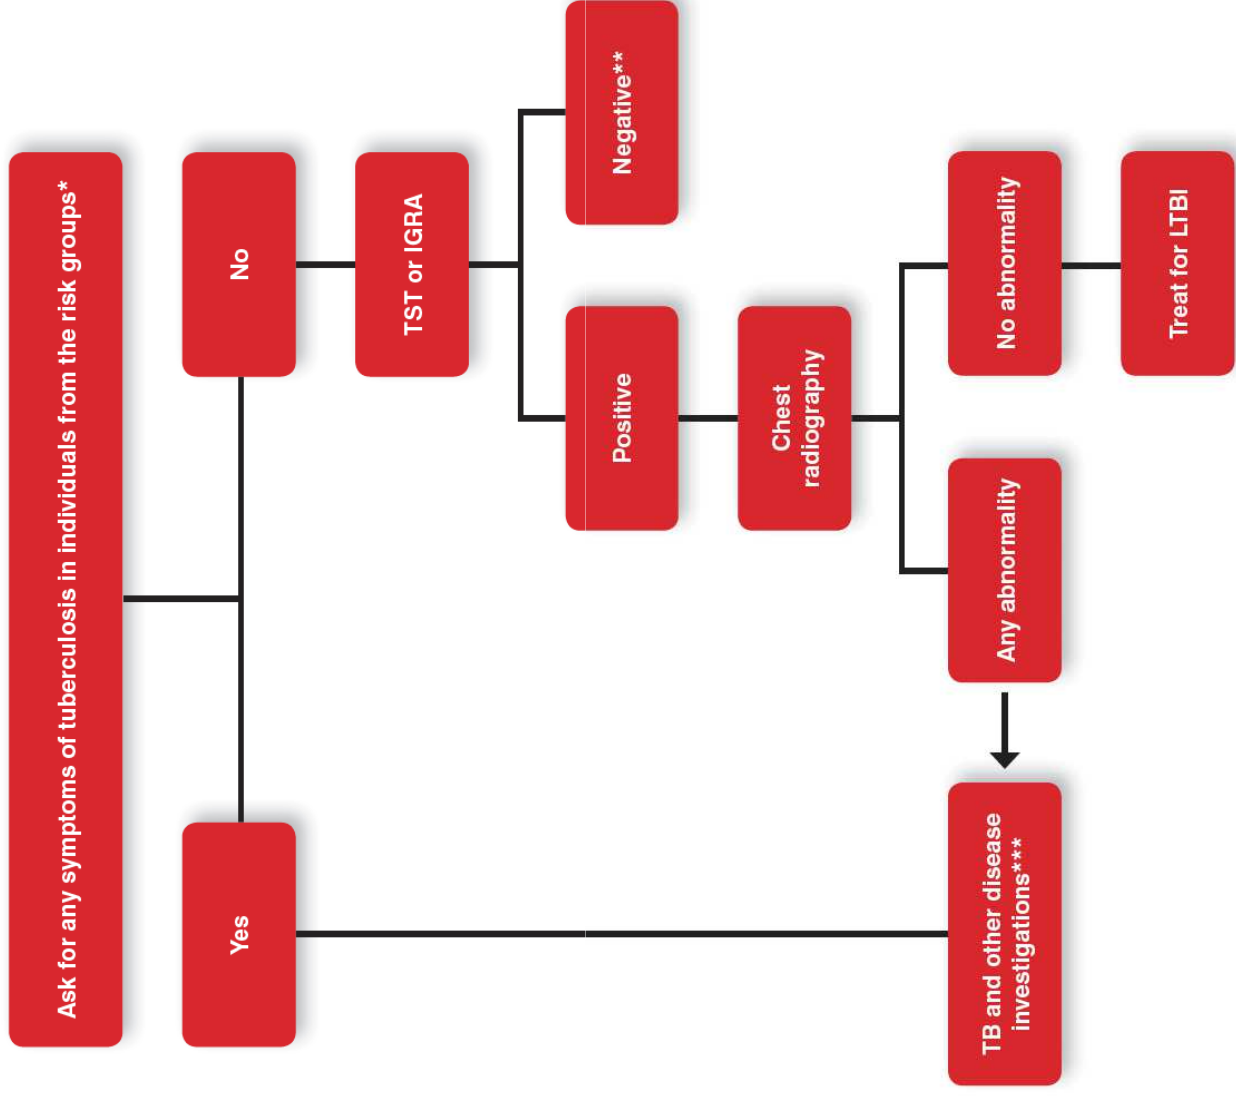 Ask for any symptoms of tuberculosis in individuals from the risk groups*
Yes
No
TST or IGRA
Positive
Negative**
Chest
radiography
Any abnormality
No abnormality
TB and other disease
investigations***
Treat for LTBI